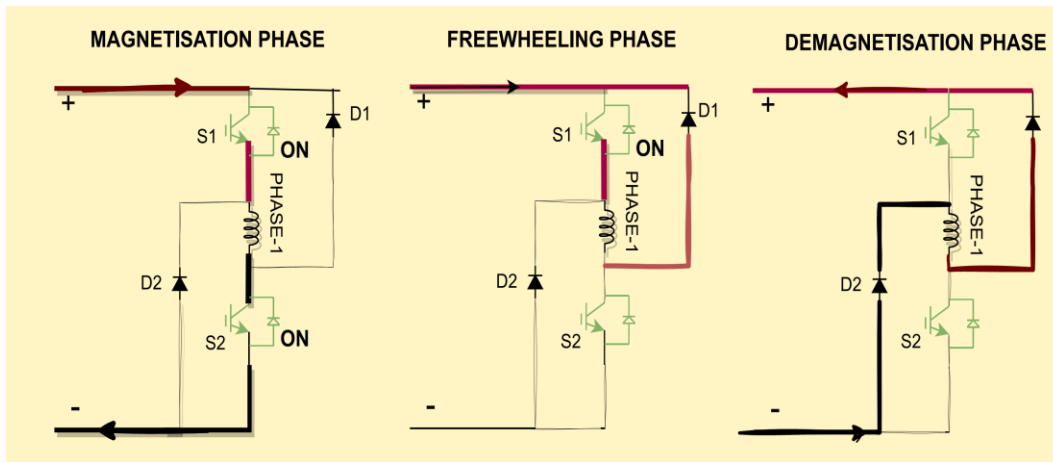 MAGNETISATION PHASE
+
D1
S1
ON
PHASE-1
D2
S2
ON
-
FREEWHEELING PHASE
+
D1
S1
ON
PHASE-1
D2
S2
-
DEMAGNETISATION PHASE
+
S1
PHASE-1
D2
S2
-